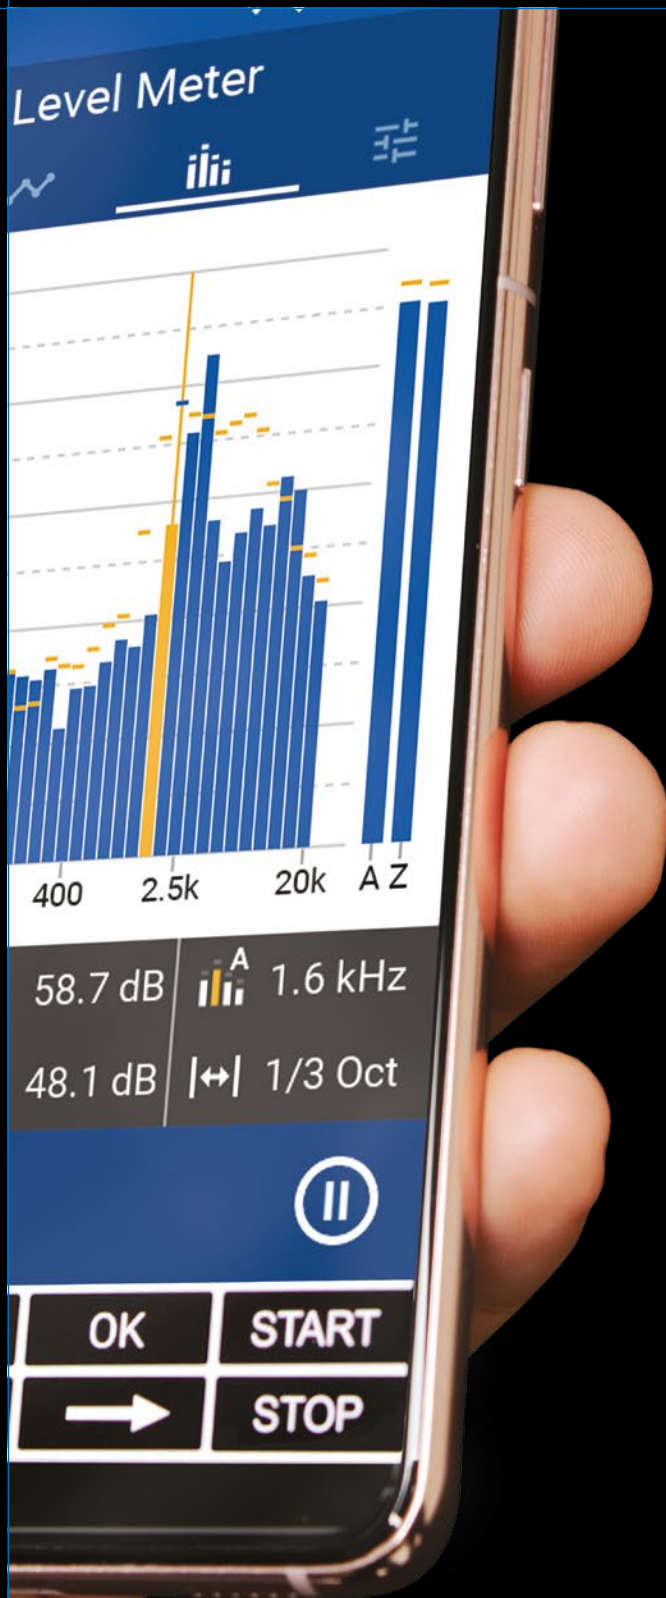 Level Meter
400 2.5k 20k A Z
58.7 dB A 1.6 kHz
48.1 dB 1/3 Oct
OK START
STOP